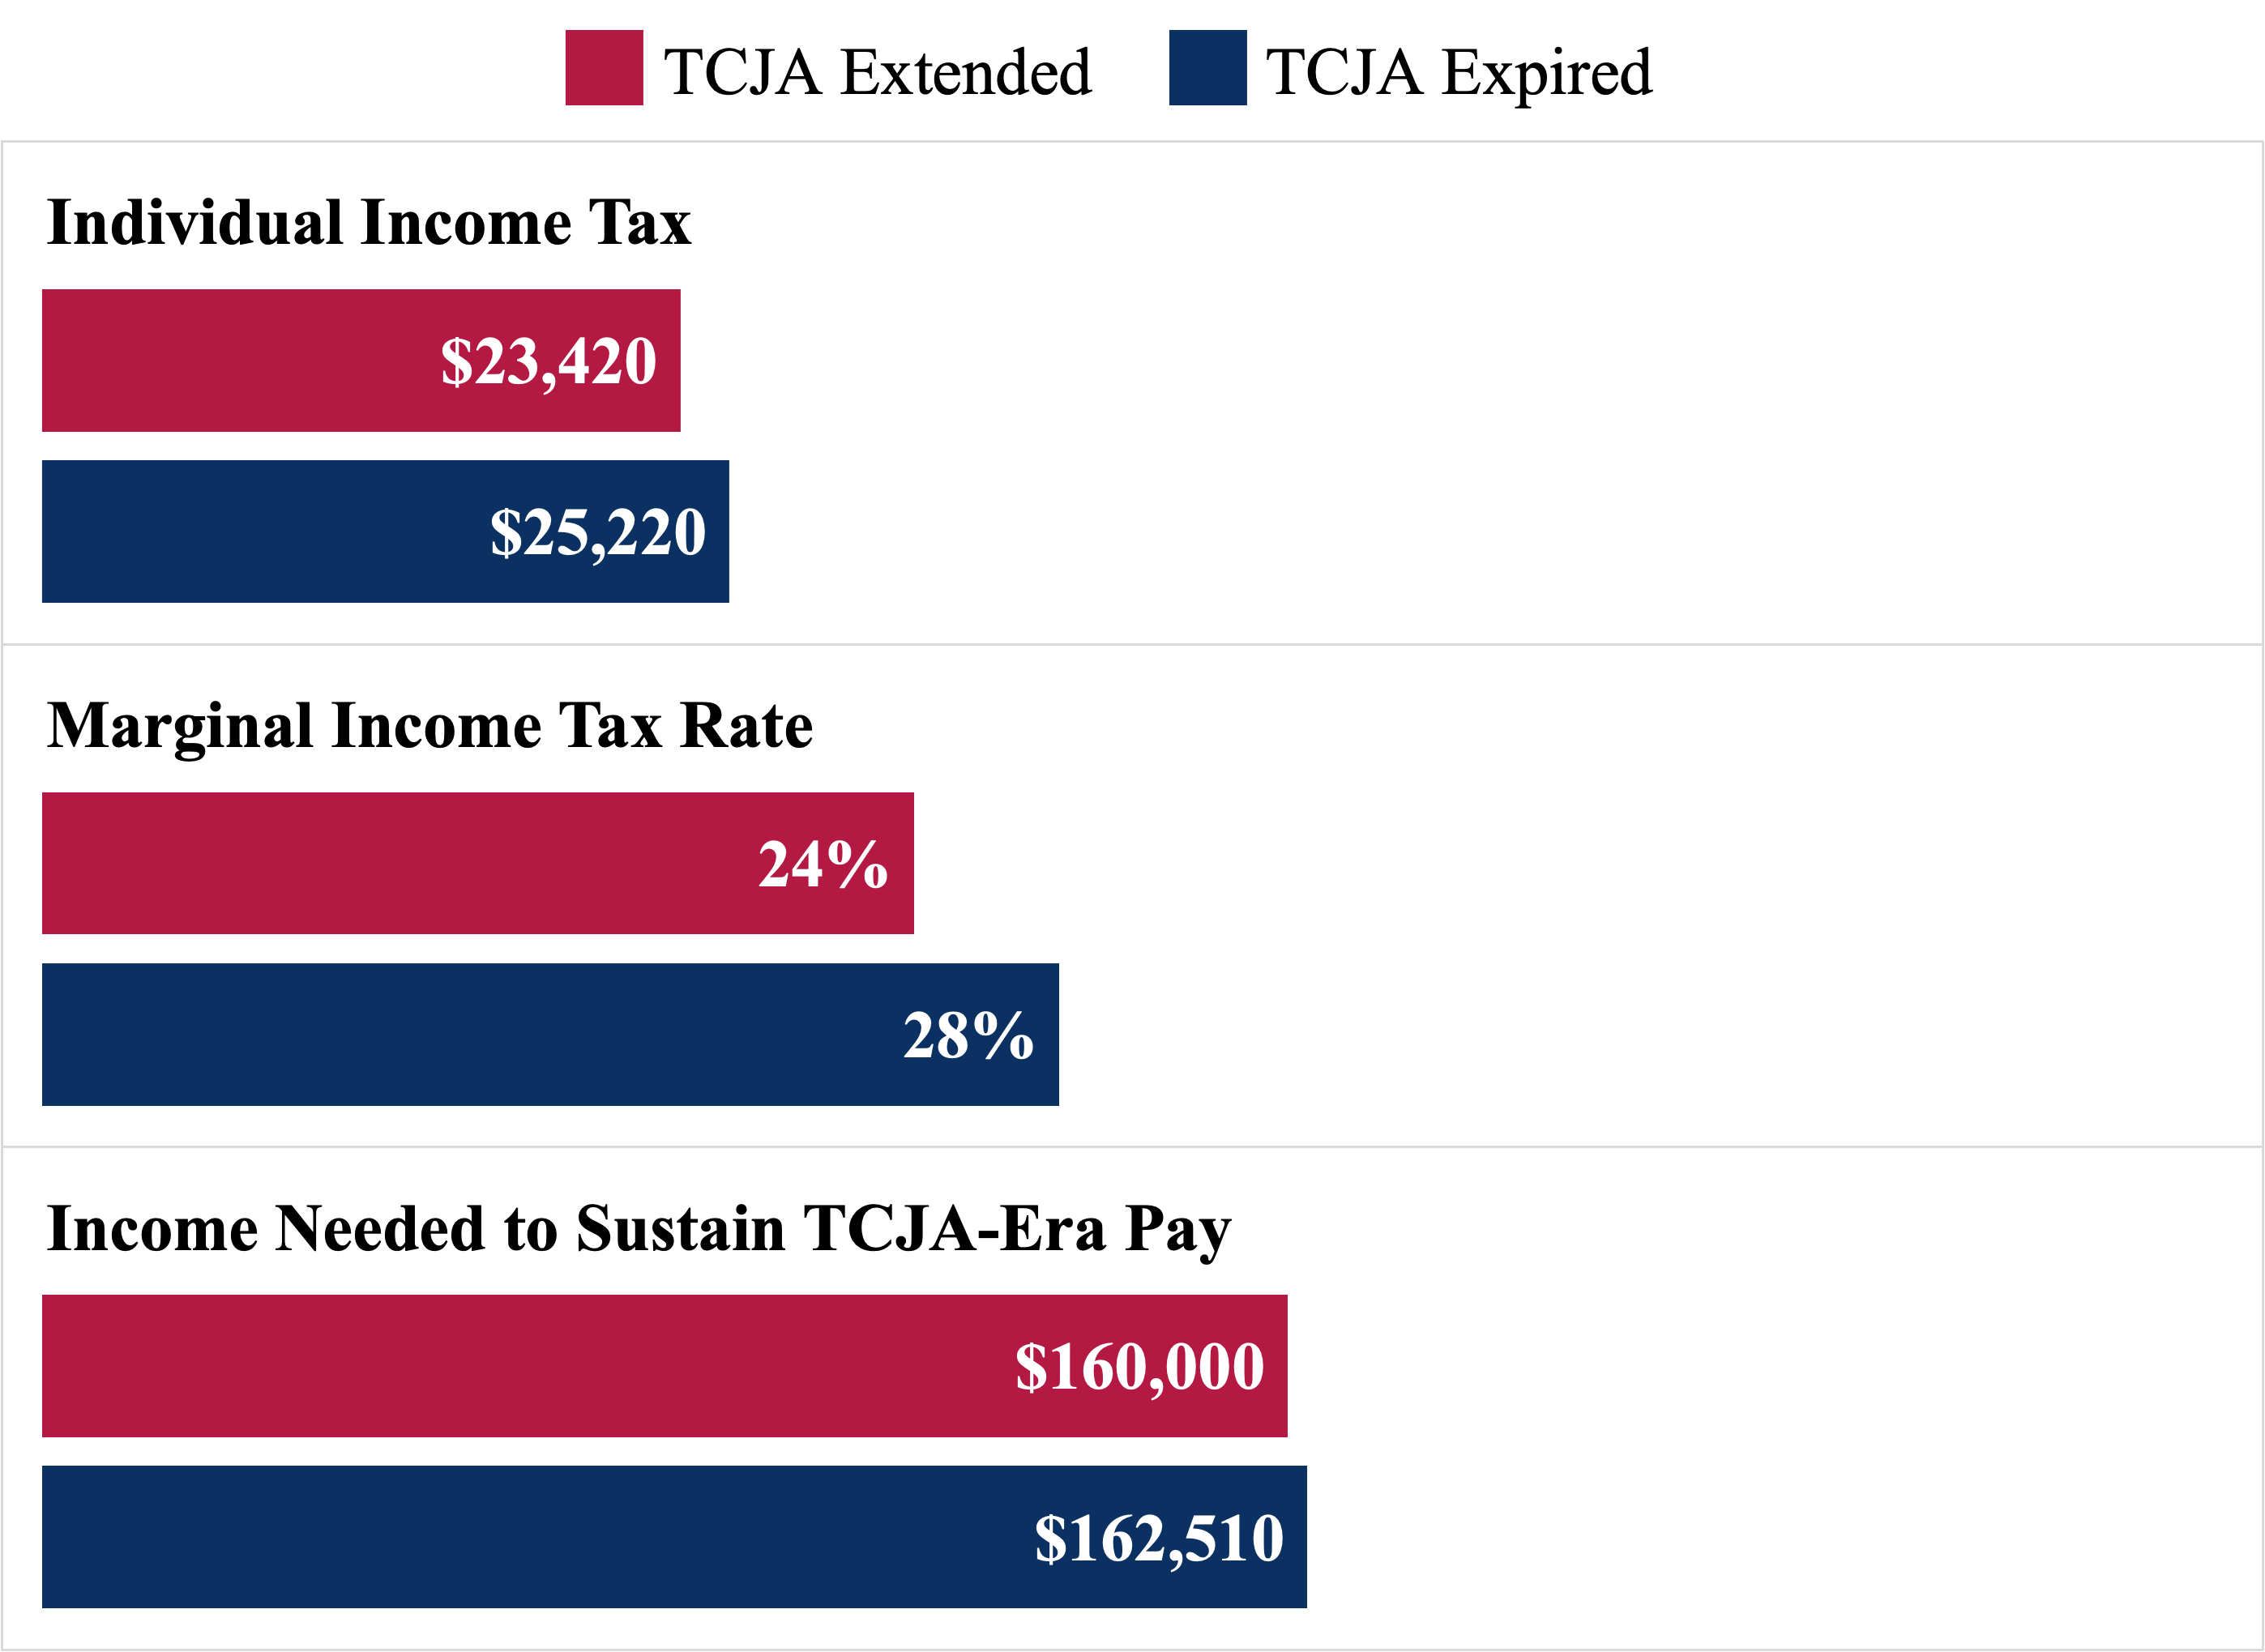 TCJA Extended TCJA Expired
Individual Income Tax
$23,420
$25,220
Marginal Income Tax Rate
24%
28%
Income Needed to Sustain TCJA-Era Pay
$160,000
$162,510